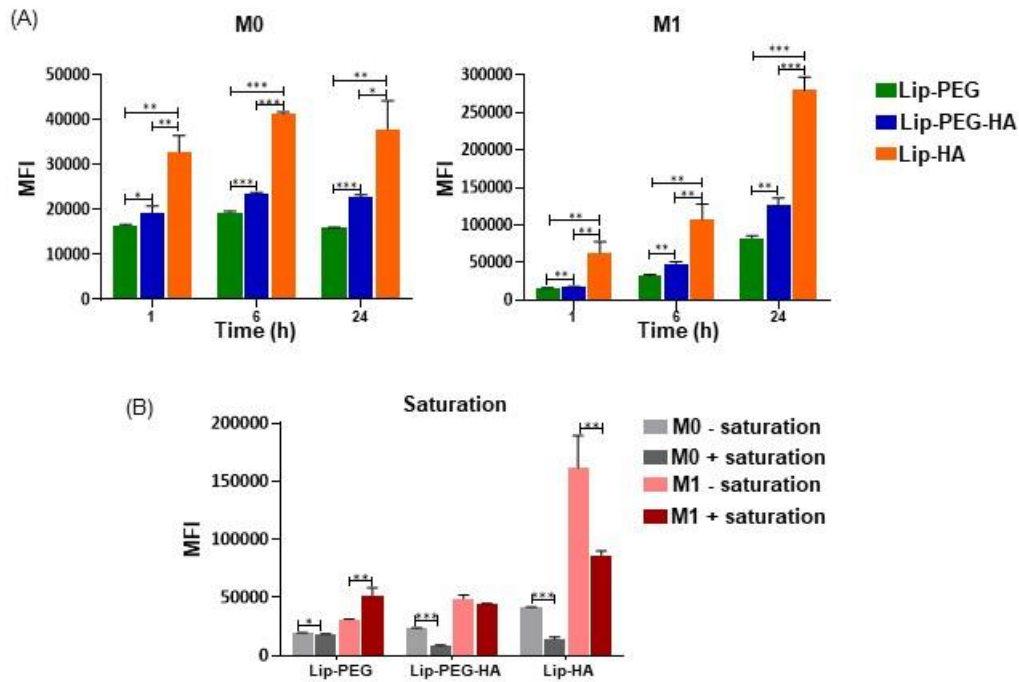 (A)
M0
M1
MFI
50000
40000
30000
20000
10000
0
** ** * *** *** *** ** * ***
1 6 24
Time (h)
MFI
300000
250000
200000
150000
100000
50000
0
** ** ** ** ** ** *** *** **
1 6 24
Time (h)
Lip-PEG
Lip-PEG-HA
Lip-HA
(B)
Saturation
MFI
200000
150000
100000
50000
0
* ** *** *** **
Lip-PEG Lip-PEG-HA Lip-HA
M0 - saturation
M0 + saturation
M1 - saturation
M1 + saturation